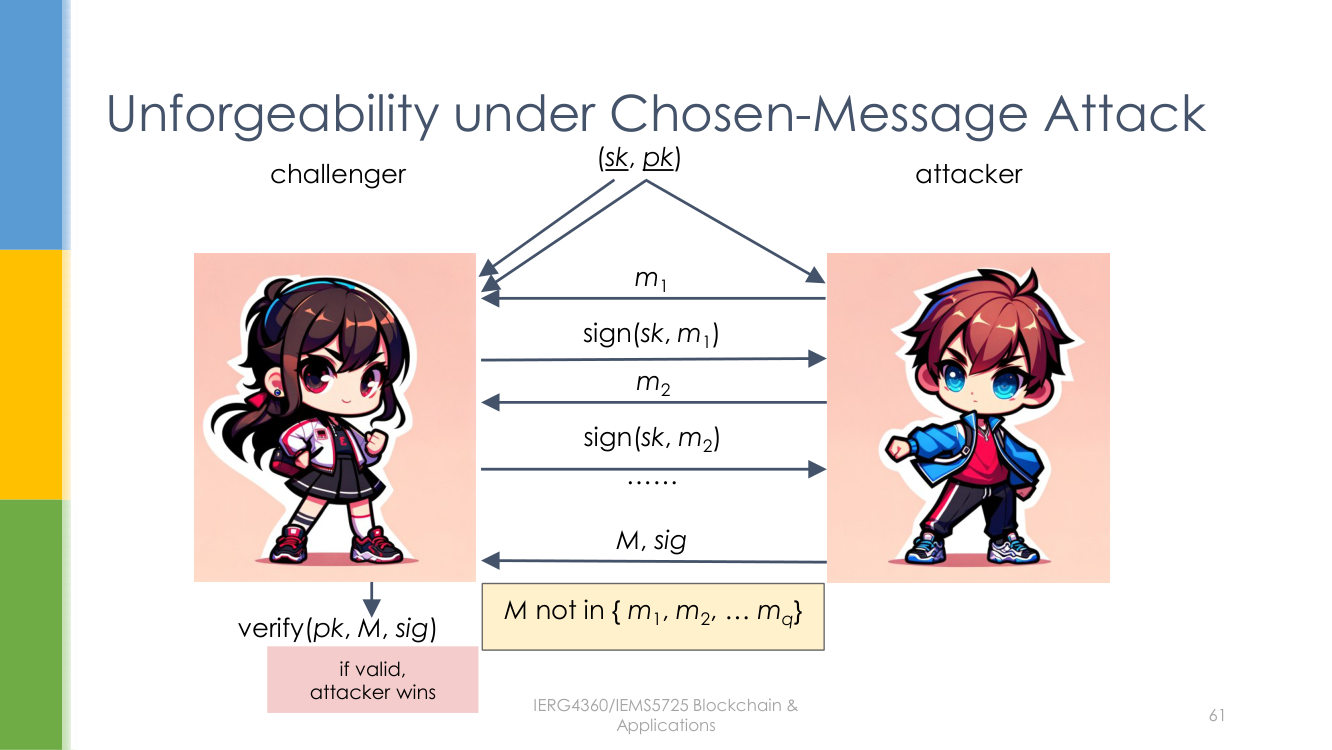 Unforgeability under Chosen-Message Attack
challenger
(sk, pk)
attacker
m₁
sign(sk, m₁)
m₂
sign(sk, m₂)
……
M, sig
M not in { m₁, m₂, … m_q}
verify(pk, M, sig)
if valid,
attacker wins
IERG4360/IEMS5725 Blockchain &
Applications
61